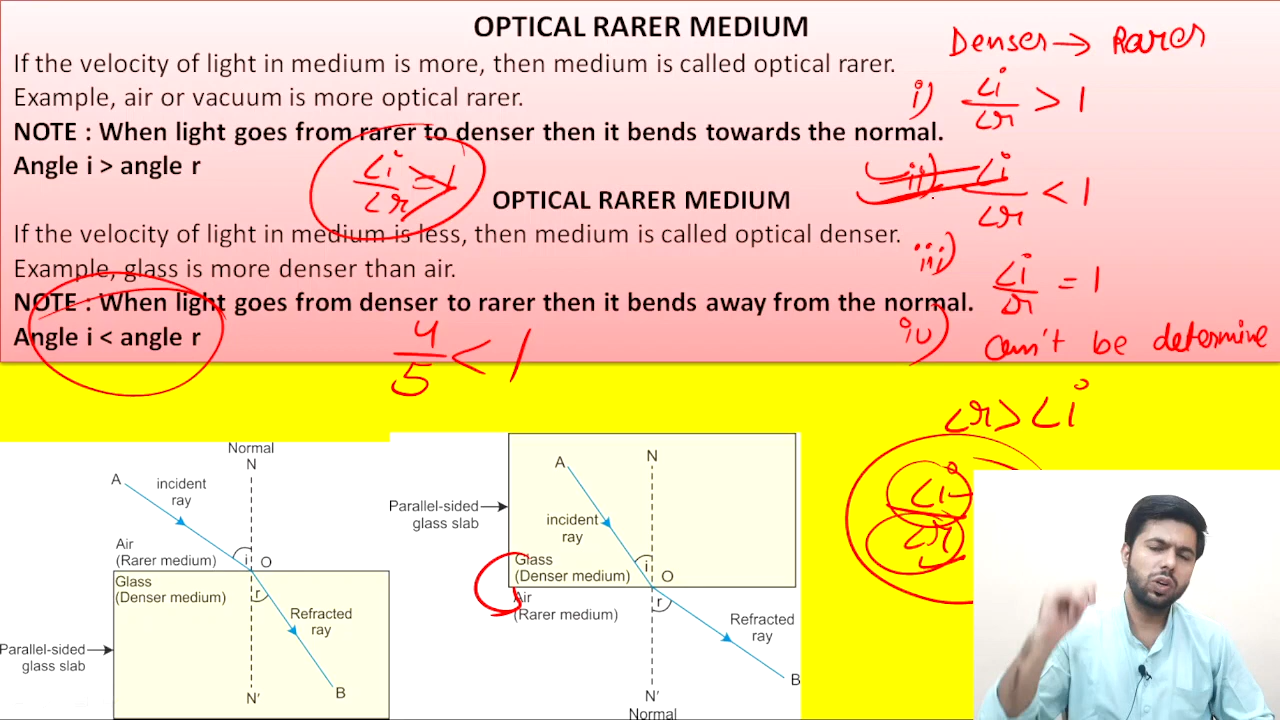 OPTICAL RARER MEDIUM
If the velocity of light in medium is more, then medium is called optical rarer.
Example, air or vacuum is more optical rarer.
NOTE : When light goes from rarer to denser then it bends towards the normal.
Angle i > angle r
∠i/∠r > 1
OPTICAL RARER MEDIUM
If the velocity of light in medium is less, then medium is called optical denser.
Example, glass is more denser than air.
NOTE : When light goes from denser to rarer then it bends away from the normal.
Angle i < angle r
4/5 < 1
Denser → Rarer
i) ∠i/∠r > 1
ii) ∠i/∠r < 1
iii) ∠i/∠r = 1
iv) can't be determine
∠r > ∠i
∠i
∠r
Normal
N
A
incident
ray
Air
(Rarer medium)
i
O
Glass
(Denser medium)
r
Refracted
ray
Parallel-sided
glass slab
N'
B
A
N
Parallel-sided
glass slab
incident
ray
Glass
(Denser medium)
i
O
Air
(Rarer medium)
r
Refracted
ray
B
N'
Normal